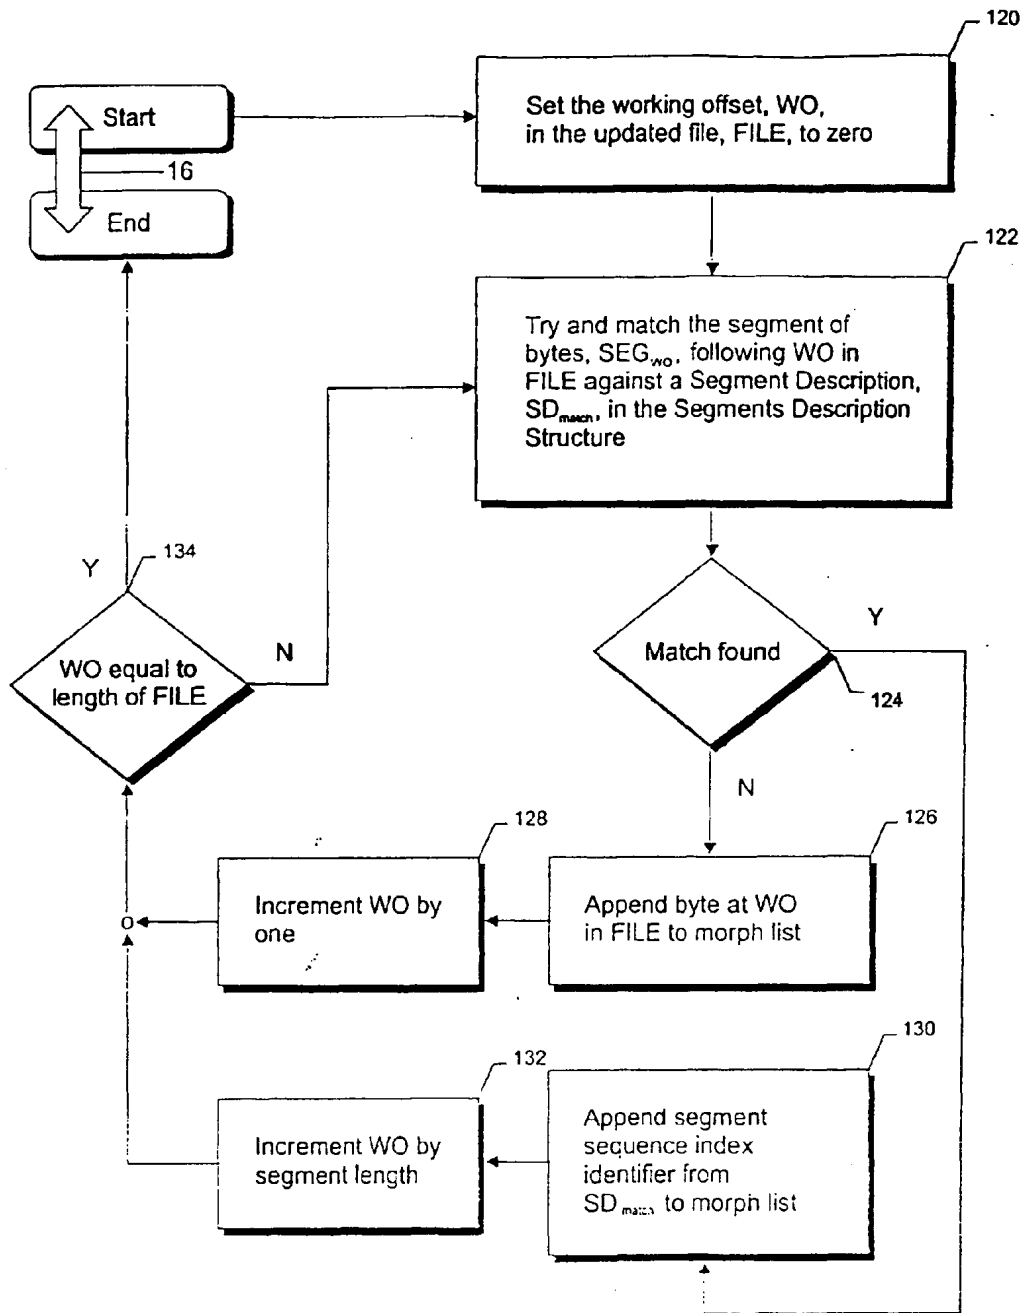 120
Start
Set the working offset, WO,
in the updated file, FILE, to zero
16
End
122
Try and match the segment of
bytes, SEGwo, following WO in
FILE against a Segment Description,
SDmatch, in the Segments Description
Structure
134
Y
N
WO equal to
length of FILE
Match found
Y
124
N
128
126
Increment WO by
one
Append byte at WO
in FILE to morph list
130
132
Increment WO by
segment length
Append segment
sequence index
identifier from
SDmatch to morph list